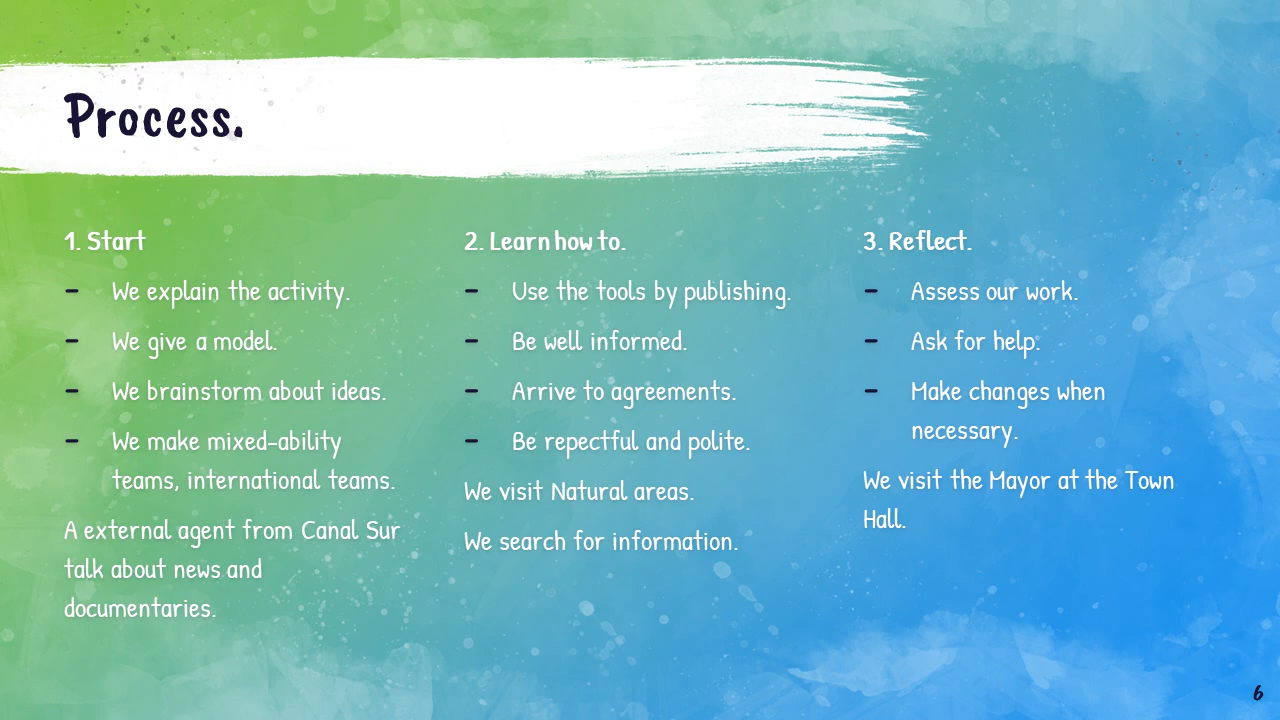 Process.
1. Start
- We explain the activity.
- We give a model.
- We brainstorm about ideas.
- We make mixed-ability
teams, international teams.
A external agent from Canal Sur
talk about news and
documentaries.
2. Learn how to.
- Use the tools by publishing.
- Be well informed.
- Arrive to agreements.
- Be repectful and polite.
We visit Natural areas.
We search for information.
3. Reflect.
- Assess our work.
- Ask for help.
- Make changes when
necessary.
We visit the Mayor at the Town
Hall.
6